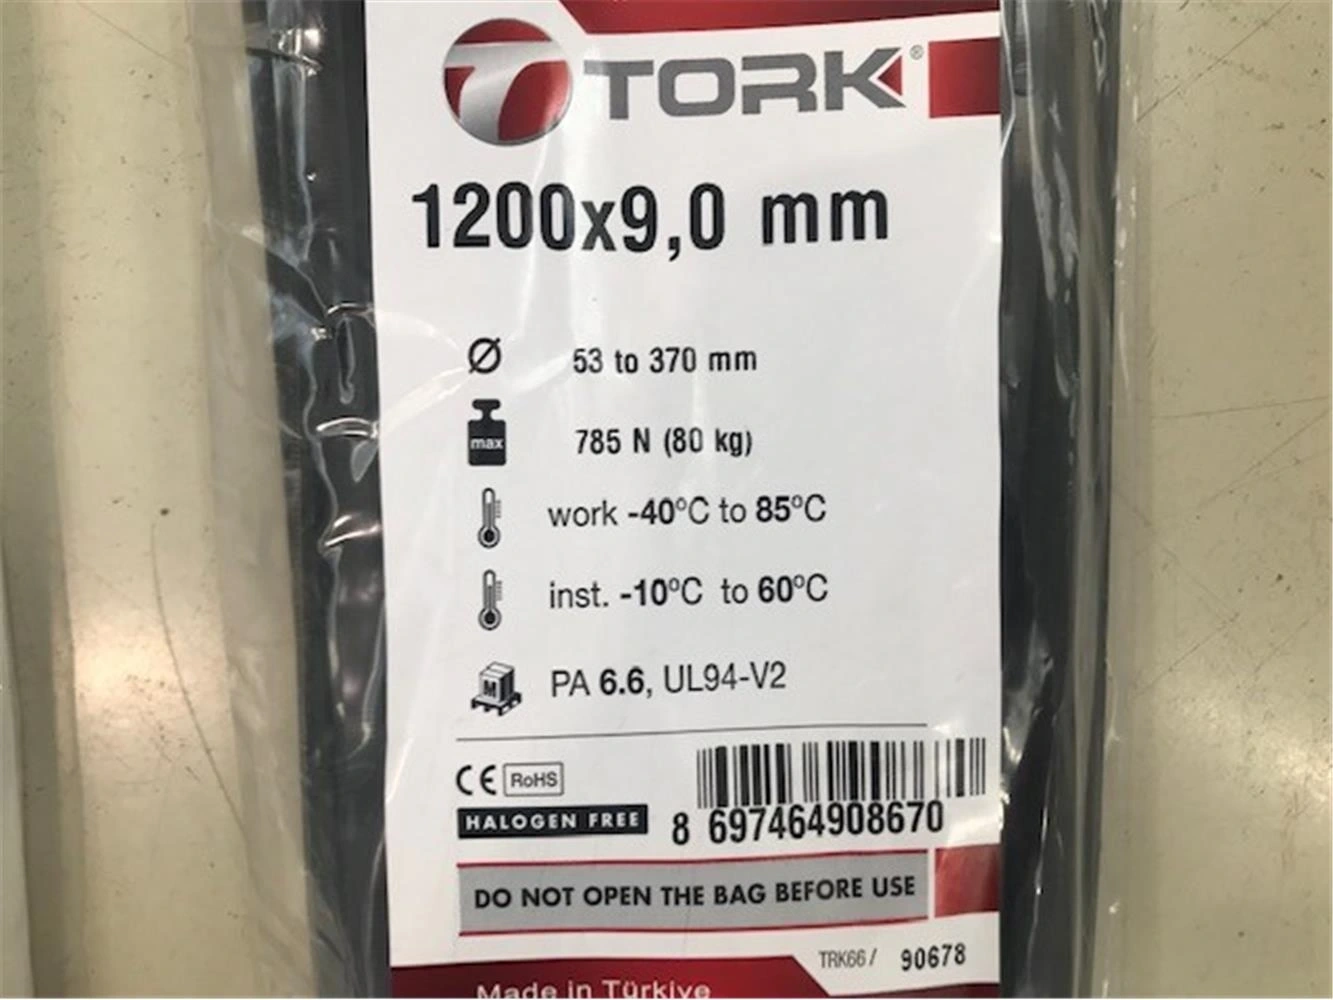 TORK®
1200x9,0 mm
Ø 53 to 370 mm
max 785 N (80 kg)
work -40°C to 85°C
inst. -10°C to 60°C
M PA 6.6, UL94-V2
CE RoHS
HALOGEN FREE
8 697464908670
DO NOT OPEN THE BAG BEFORE USE
TRK66 / 90678
Made in Türkiye